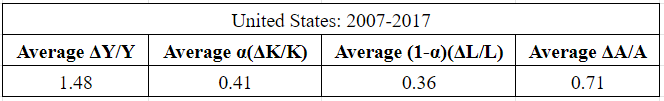 United States: 2007-2017
Average ΔY/Y Average α(ΔK/K) Average (1-α)(ΔL/L) Average ΔA/A
1.48 0.41 0.36 0.71